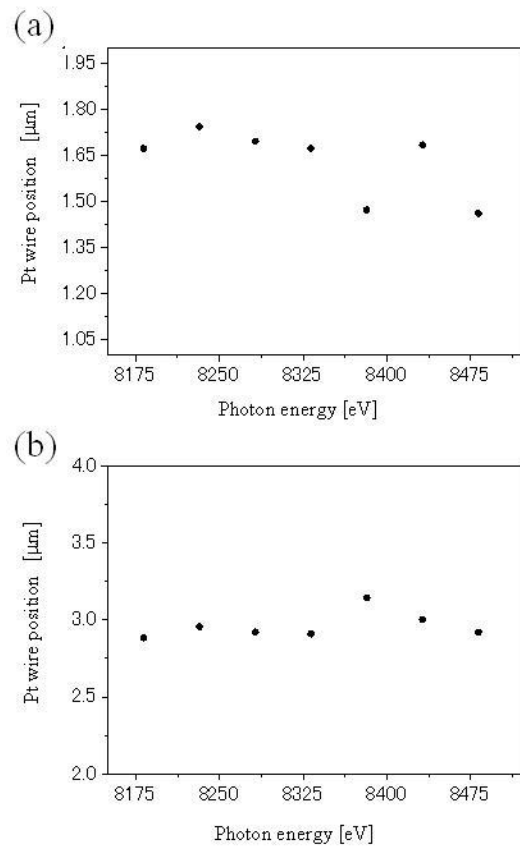 (a)
1.95
1.80
1.65
1.50
1.35
1.20
1.05
Pt wire position [µm]
8175 8250 8325 8400 8475
Photon energy [eV]
(b)
4.0
3.5
3.0
2.5
2.0
Pt wire position [µm]
8175 8250 8325 8400 8475
Photon energy [eV]